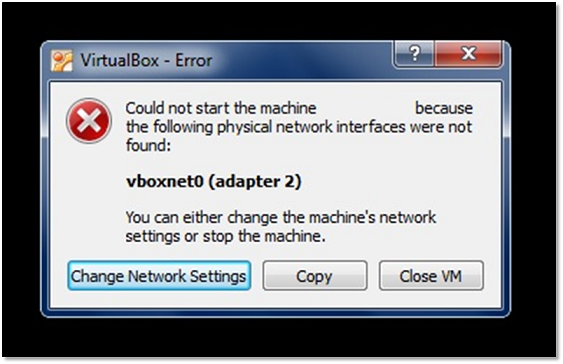 VirtualBox - Error
?
Could not start the machine because
the following physical network interfaces were not
found:
vboxnet0 (adapter 2)
You can either change the machine's network
settings or stop the machine.
Change Network Settings
Copy
Close VM